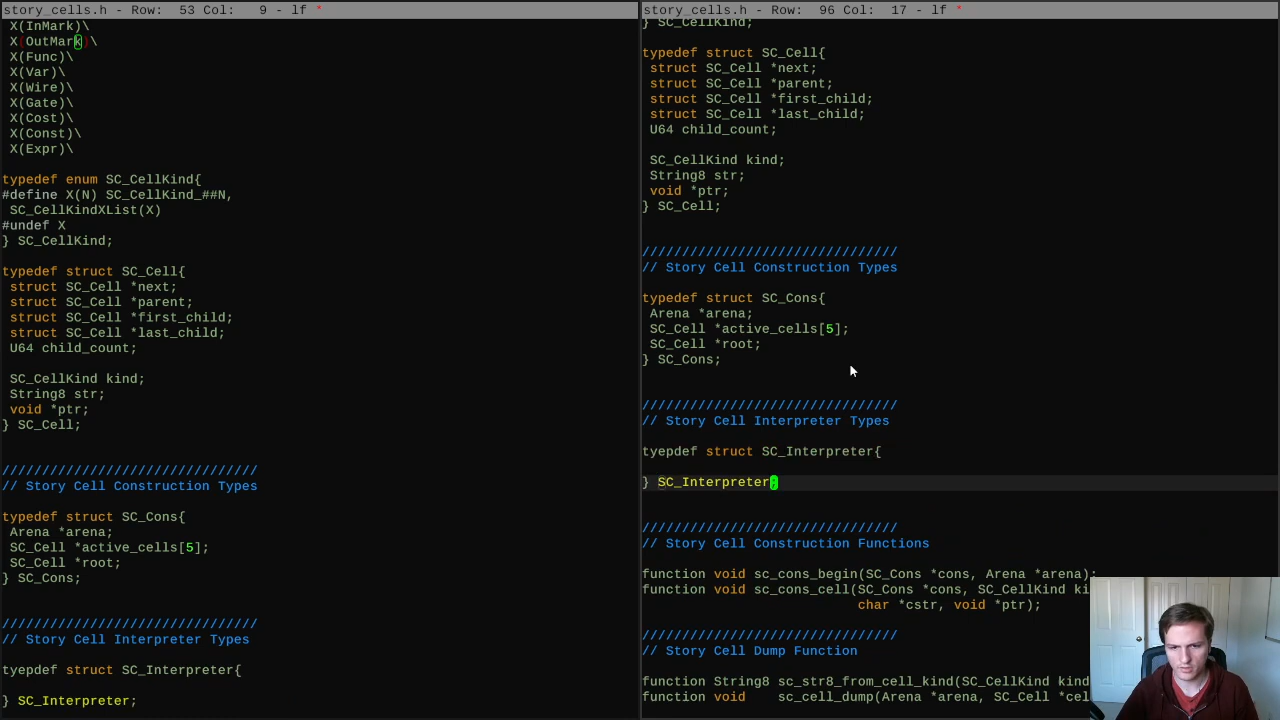 story_cells.h - Row:  53 Col:   9 - lf *
X(InMark)\
X(OutMark)\
X(Func)\
X(Var)\
X(Wire)\
X(Gate)\
X(Cost)\
X(Const)\
X(Expr)\
typedef enum SC_CellKind{
#define X(N) SC_CellKind_##N,
SC_CellKindXList(X)
#undef X
} SC_CellKind;
typedef struct SC_Cell{
struct SC_Cell *next;
struct SC_Cell *parent;
struct SC_Cell *first_child;
struct SC_Cell *last_child;
U64 child_count;
SC_CellKind kind;
String8 str;
void *ptr;
} SC_Cell;
////////////////////////////////
// Story Cell Construction Types
typedef struct SC_Cons{
Arena *arena;
SC_Cell *active_cells[5];
SC_Cell *root;
} SC_Cons;
////////////////////////////////
// Story Cell Interpreter Types
tyepdef struct SC_Interpreter{
} SC_Interpreter;
story_cells.h - Row:  96 Col:  17 - lf *
} SC_CellKind;
typedef struct SC_Cell{
struct SC_Cell *next;
struct SC_Cell *parent;
struct SC_Cell *first_child;
struct SC_Cell *last_child;
U64 child_count;
SC_CellKind kind;
String8 str;
void *ptr;
} SC_Cell;
////////////////////////////////
// Story Cell Construction Types
typedef struct SC_Cons{
Arena *arena;
SC_Cell *active_cells[5];
SC_Cell *root;
} SC_Cons;
////////////////////////////////
// Story Cell Interpreter Types
tyepdef struct SC_Interpreter{
} SC_Interpreter;
////////////////////////////////
// Story Cell Construction Functions
function void sc_cons_begin(SC_Cons *cons, Arena *arena);
function void sc_cons_cell(SC_Cons *cons, SC_CellKind ki
char *cstr, void *ptr);
////////////////////////////////
// Story Cell Dump Function
function String8 sc_str8_from_cell_kind(SC_CellKind kind
function void    sc_cell_dump(Arena *arena, SC_Cell *cel